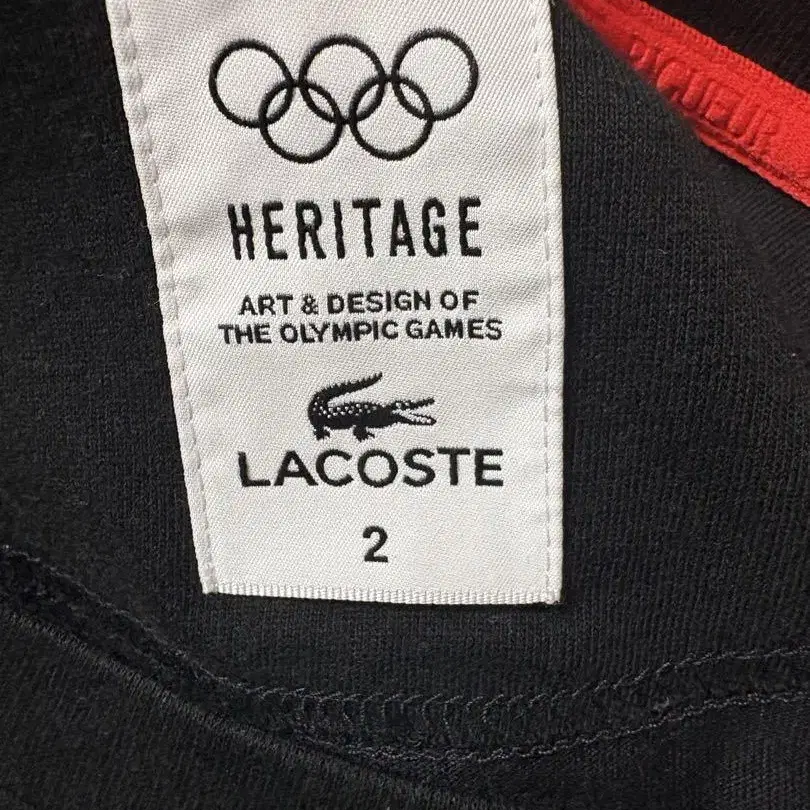 HERITAGE
ART & DESIGN OF
THE OLYMPIC GAMES
LACOSTE
2